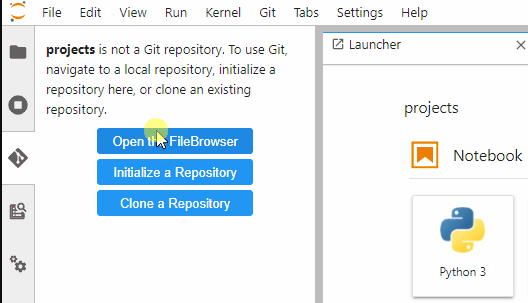 File Edit View Run Kernel Git Tabs Settings Help
projects is not a Git repository. To use Git,
navigate to a local repository, initialize a
repository here, or clone an existing
repository.
Open the FileBrowser
Initialize a Repository
Clone a Repository
Launcher
projects
Notebook
Python 3